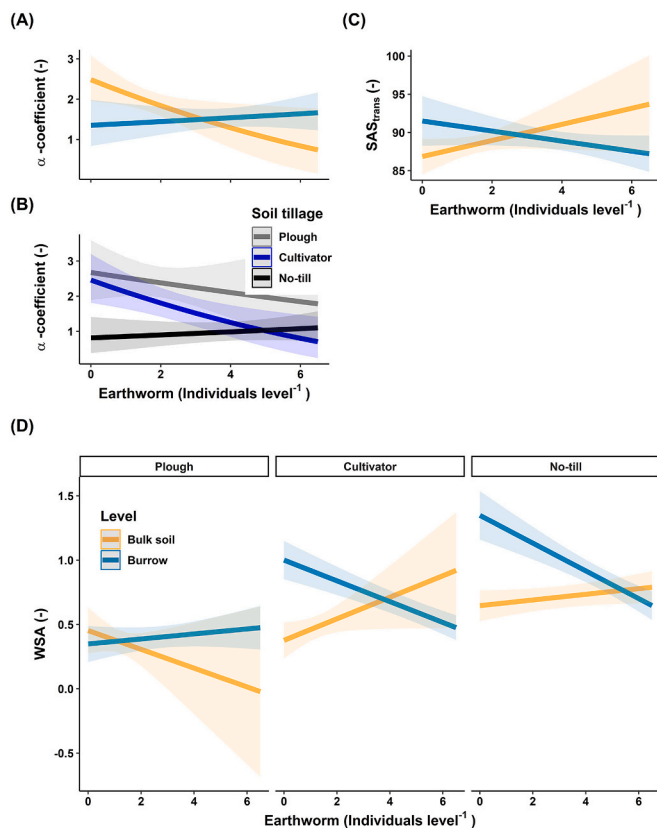 (A)
α -coefficient (-)
3
2
1
(B)
α -coefficient (-)
3
2
1
Soil tillage
Plough
Cultivator
No-till
0 2 4 6
Earthworm (Individuals level⁻¹)
(C)
SAStrans (-)
100
95
90
85
0 2 4 6
Earthworm (Individuals level⁻¹)
(D)
Plough Cultivator No-till
WSA (-)
1.5
1.0
0.5
0.0
-0.5
Level
Bulk soil
Burrow
0 2 4 6 0 2 4 6 0 2 4 6
Earthworm (Individuals level⁻¹)